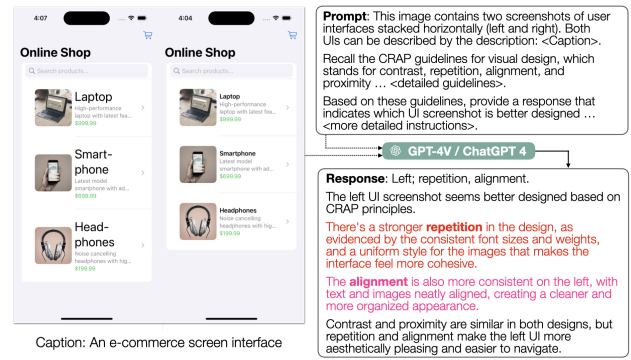 4:07
Online Shop
Search products...
Laptop
High-performance
laptop with latest fea...
$999.99
Smart-
phone
Latest model
smartphone with ad...
$699.99
Head-
phones
Noise cancelling
headphones with hig...
$199.99
4:04
Online Shop
Search products...
Laptop
High-performance
laptop with latest fea...
$999.99
Smartphone
Latest model
smartphone with ad...
$699.99
Headphones
Noise cancelling
headphones with hig...
$199.99
Caption: An e-commerce screen interface
Prompt: This image contains two screenshots of user
interfaces stacked horizontally (left and right). Both
UIs can be described by the description: <Caption>.
Recall the CRAP guidelines for visual design, which
stands for contrast, repetition, alignment, and
proximity … <detailed guidelines>.
Based on these guidelines, provide a response that
indicates which UI screenshot is better designed …
<more detailed instructions>.
GPT-4V / ChatGPT 4
Response: Left; repetition, alignment.
The left UI screenshot seems better designed based on
CRAP principles.
There's a stronger repetition in the design, as
evidenced by the consistent font sizes and weights,
and a uniform style for the images that makes the
interface feel more cohesive.
The alignment is also more consistent on the left, with
text and images neatly aligned, creating a cleaner and
more organized appearance.
Contrast and proximity are similar in both designs, but
repetition and alignment make the left UI more
aesthetically pleasing and easier to navigate.